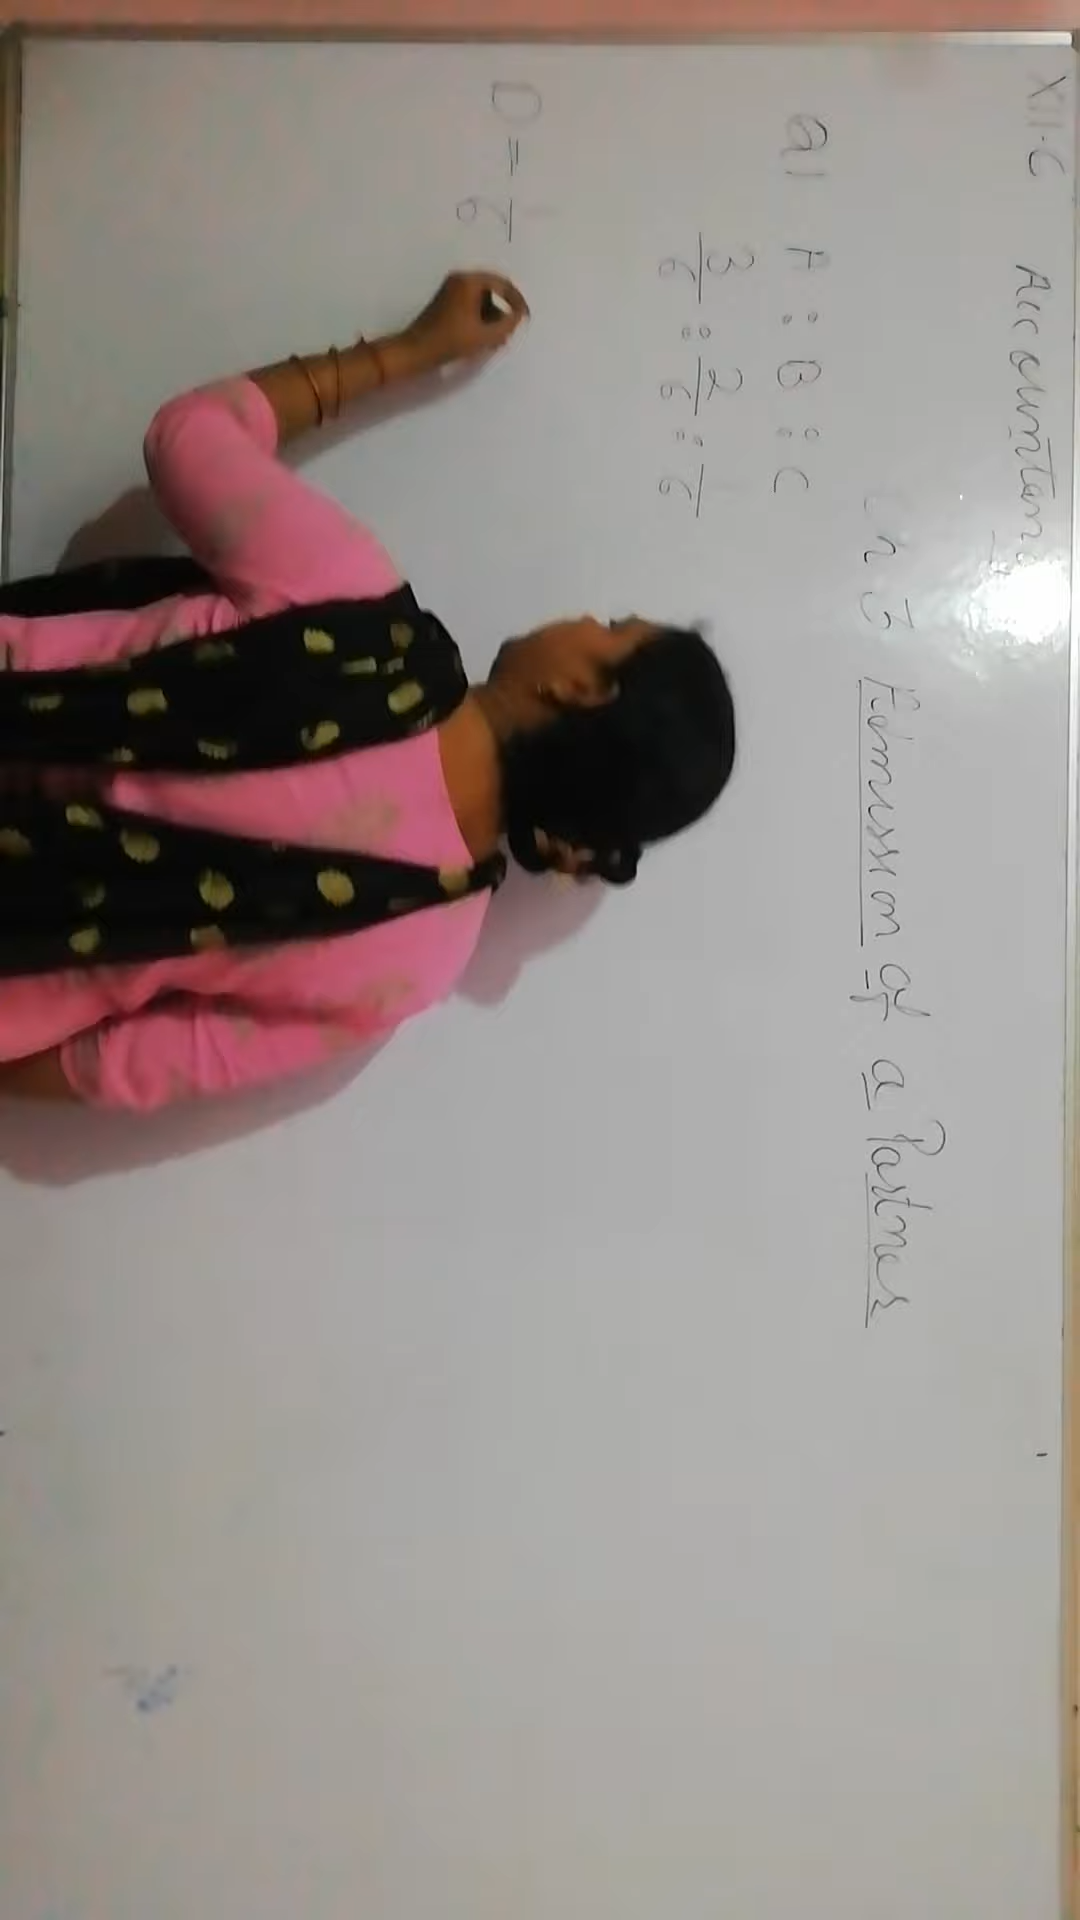 XII-C Accountancy
Ch 3 Admission of a Partner
Q1 A : B : C
3/6 : 2/6 : 1/6
D = 1/6